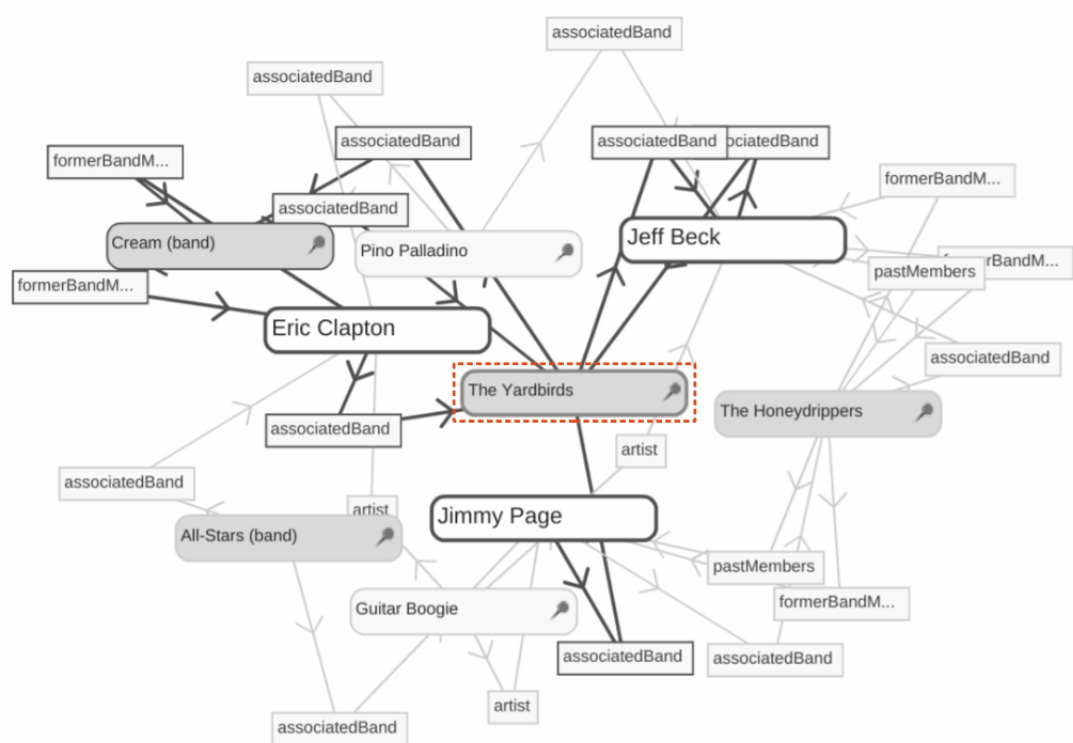 associatedBand
associatedBand
associatedBand
associatedBand
ociatedBand
formerBandM...
formerBandM...
associatedBand
Cream (band)
Pino Palladino
Jeff Beck
formerBandM...
pastMembers
formerBandM...
Eric Clapton
associatedBand
The Yardbirds
The Honeydrippers
associatedBand
artist
associatedBand
artist
Jimmy Page
All-Stars (band)
pastMembers
formerBandM...
Guitar Boogie
associatedBand
associatedBand
artist
associatedBand